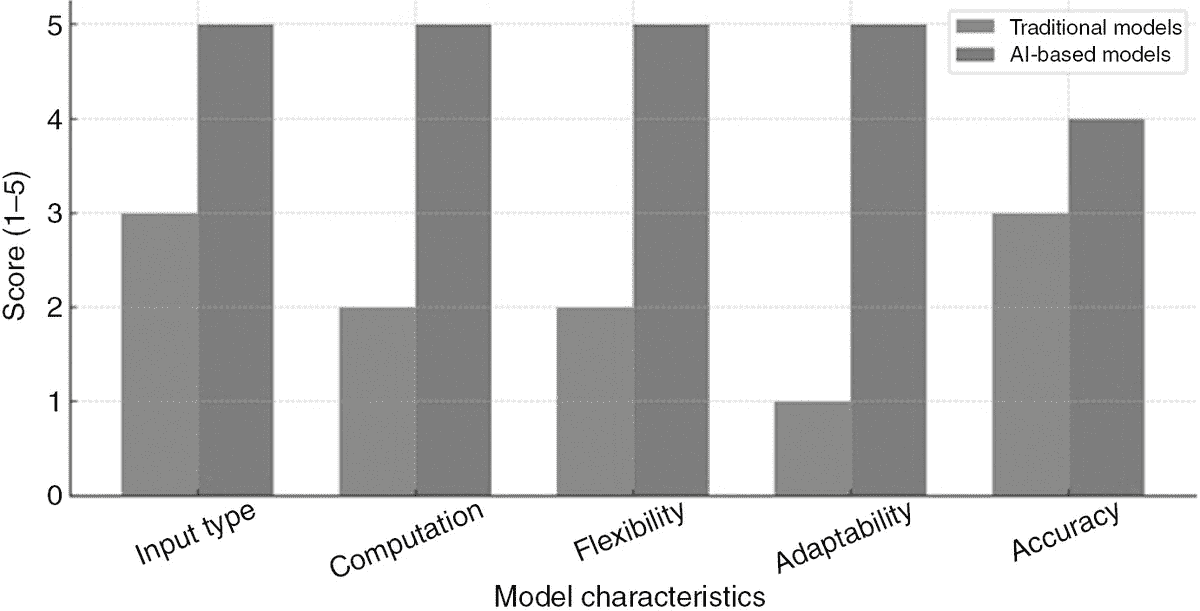 Traditional models
AI-based models
Score (1–5)
5
4
3
2
1
0
Input type
Computation
Flexibility
Adaptability
Accuracy
Model characteristics